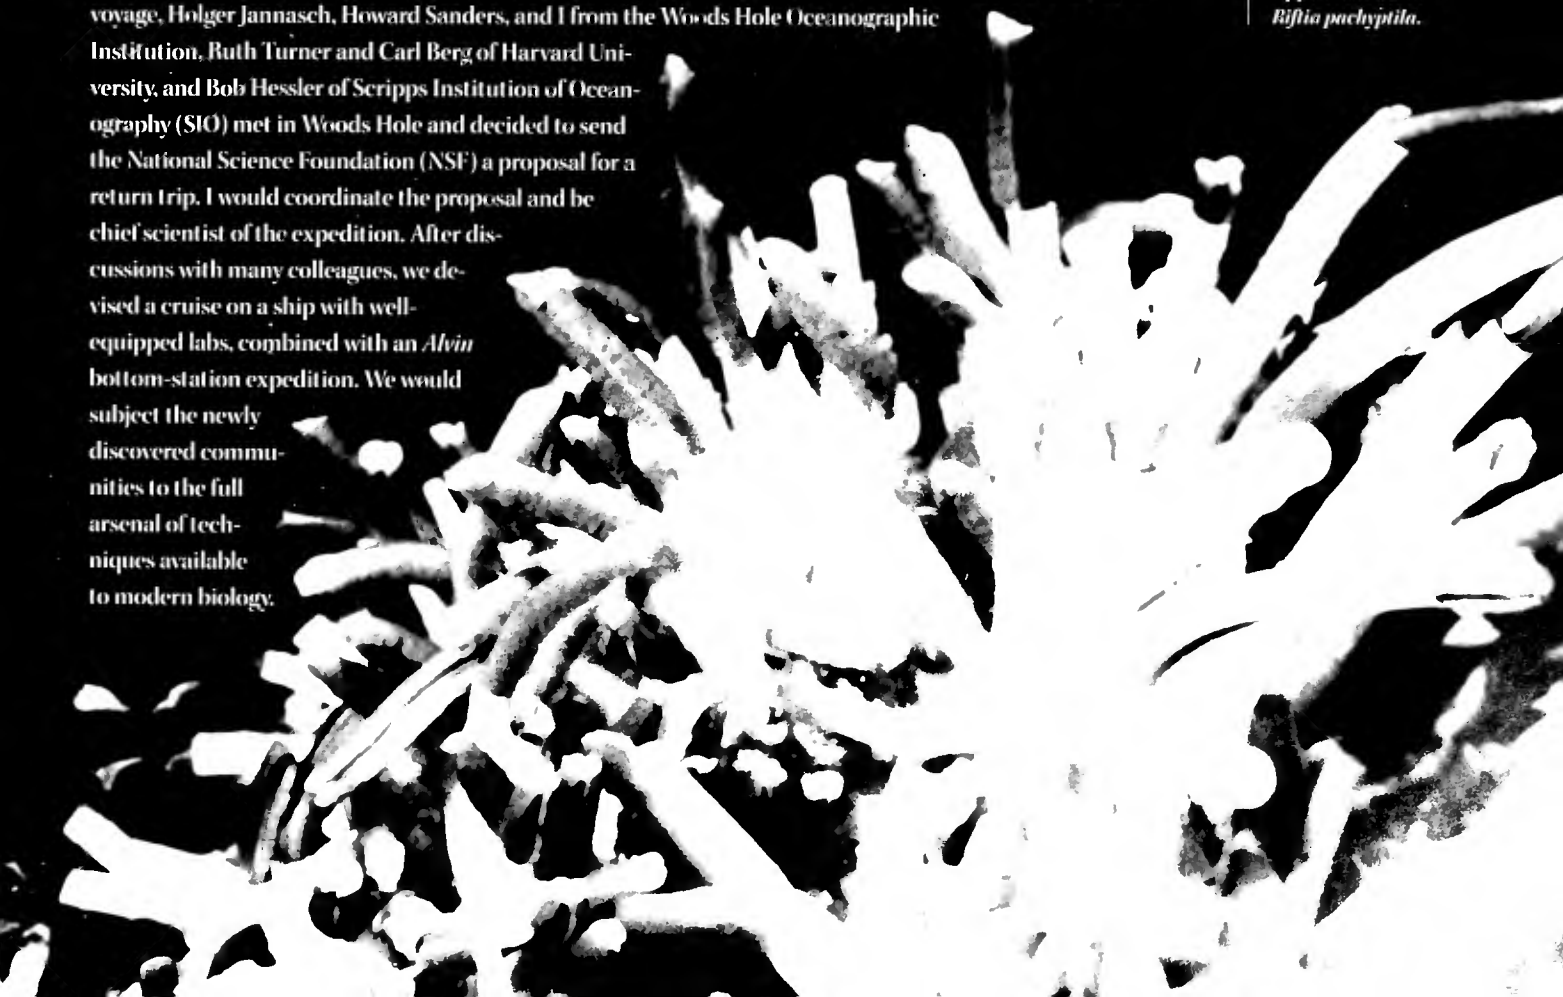 voyage, Holger Jannasch, Howard Sanders, and I from the Woods Hole Oceanographic
Institution, Ruth Turner and Carl Berg of Harvard Uni-
versity, and Bob Hessler of Scripps Institution of Ocean-
ography (SIO) met in Woods Hole and decided to send
the National Science Foundation (NSF) a proposal for a
return trip. I would coordinate the proposal and be
chief scientist of the expedition. After dis-
cussions with many colleagues, we de-
vised a cruise on a ship with well-
equipped labs, combined with an Alvin
bottom-station expedition. We would
subject the newly
discovered commu-
nities to the full
arsenal of tech-
niques available
to modern biology.
Riftia pachyptila.